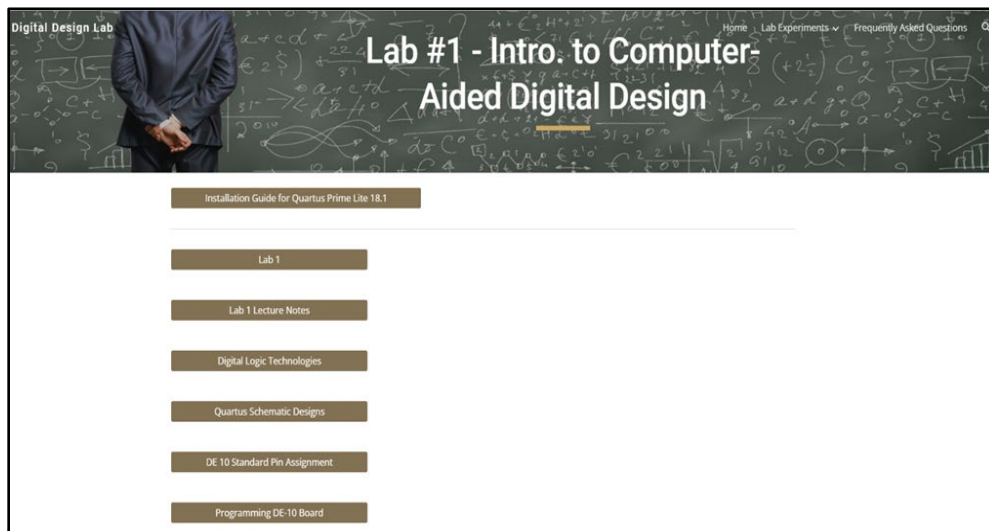 Digital Design Lab
Home Lab Experiments Frequently Asked Questions
Lab #1 - Intro. to Computer-
Aided Digital Design
Installation Guide for Quartus Prime Lite 18.1
Lab 1
Lab 1 Lecture Notes
Digital Logic Technologies
Quartus Schematic Designs
DE 10 Standard Pin Assignment
Programming DE-10 Board